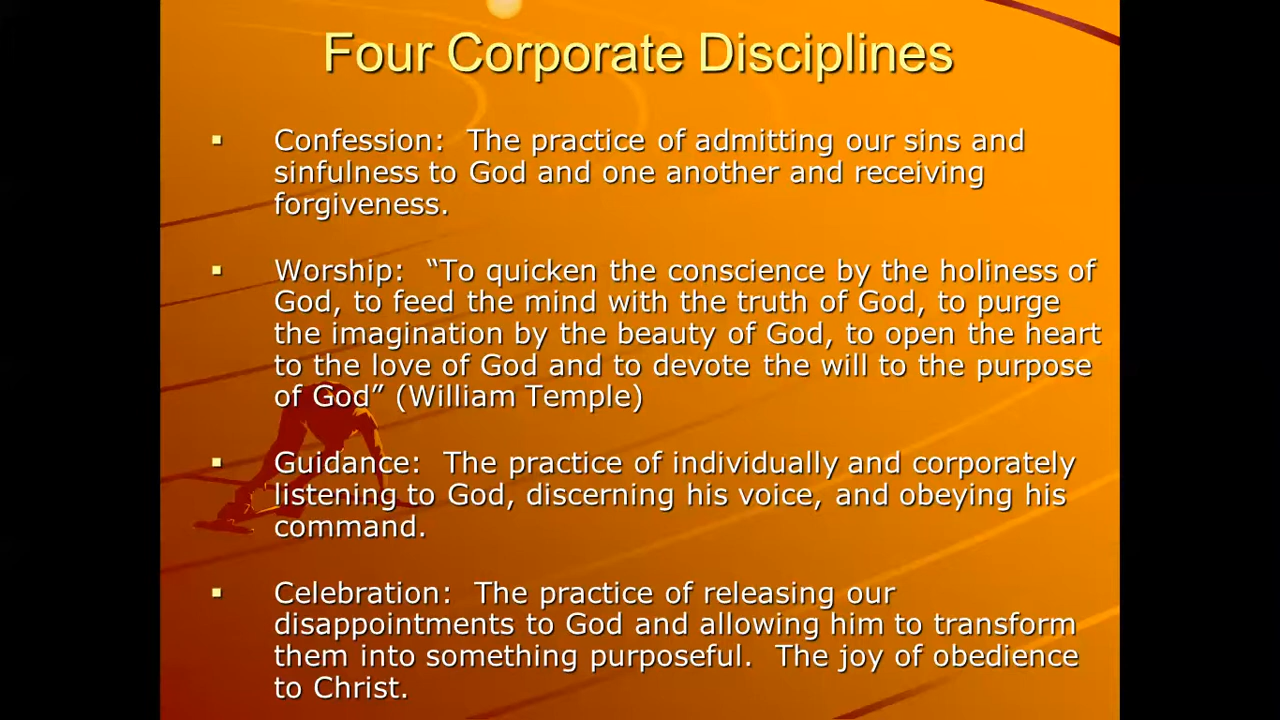 Four Corporate Disciplines
▪ Confession: The practice of admitting our sins and
sinfulness to God and one another and receiving
forgiveness.
▪ Worship: “To quicken the conscience by the holiness of
God, to feed the mind with the truth of God, to purge
the imagination by the beauty of God, to open the heart
to the love of God and to devote the will to the purpose
of God” (William Temple)
▪ Guidance: The practice of individually and corporately
listening to God, discerning his voice, and obeying his
command.
▪ Celebration: The practice of releasing our
disappointments to God and allowing him to transform
them into something purposeful. The joy of obedience
to Christ.